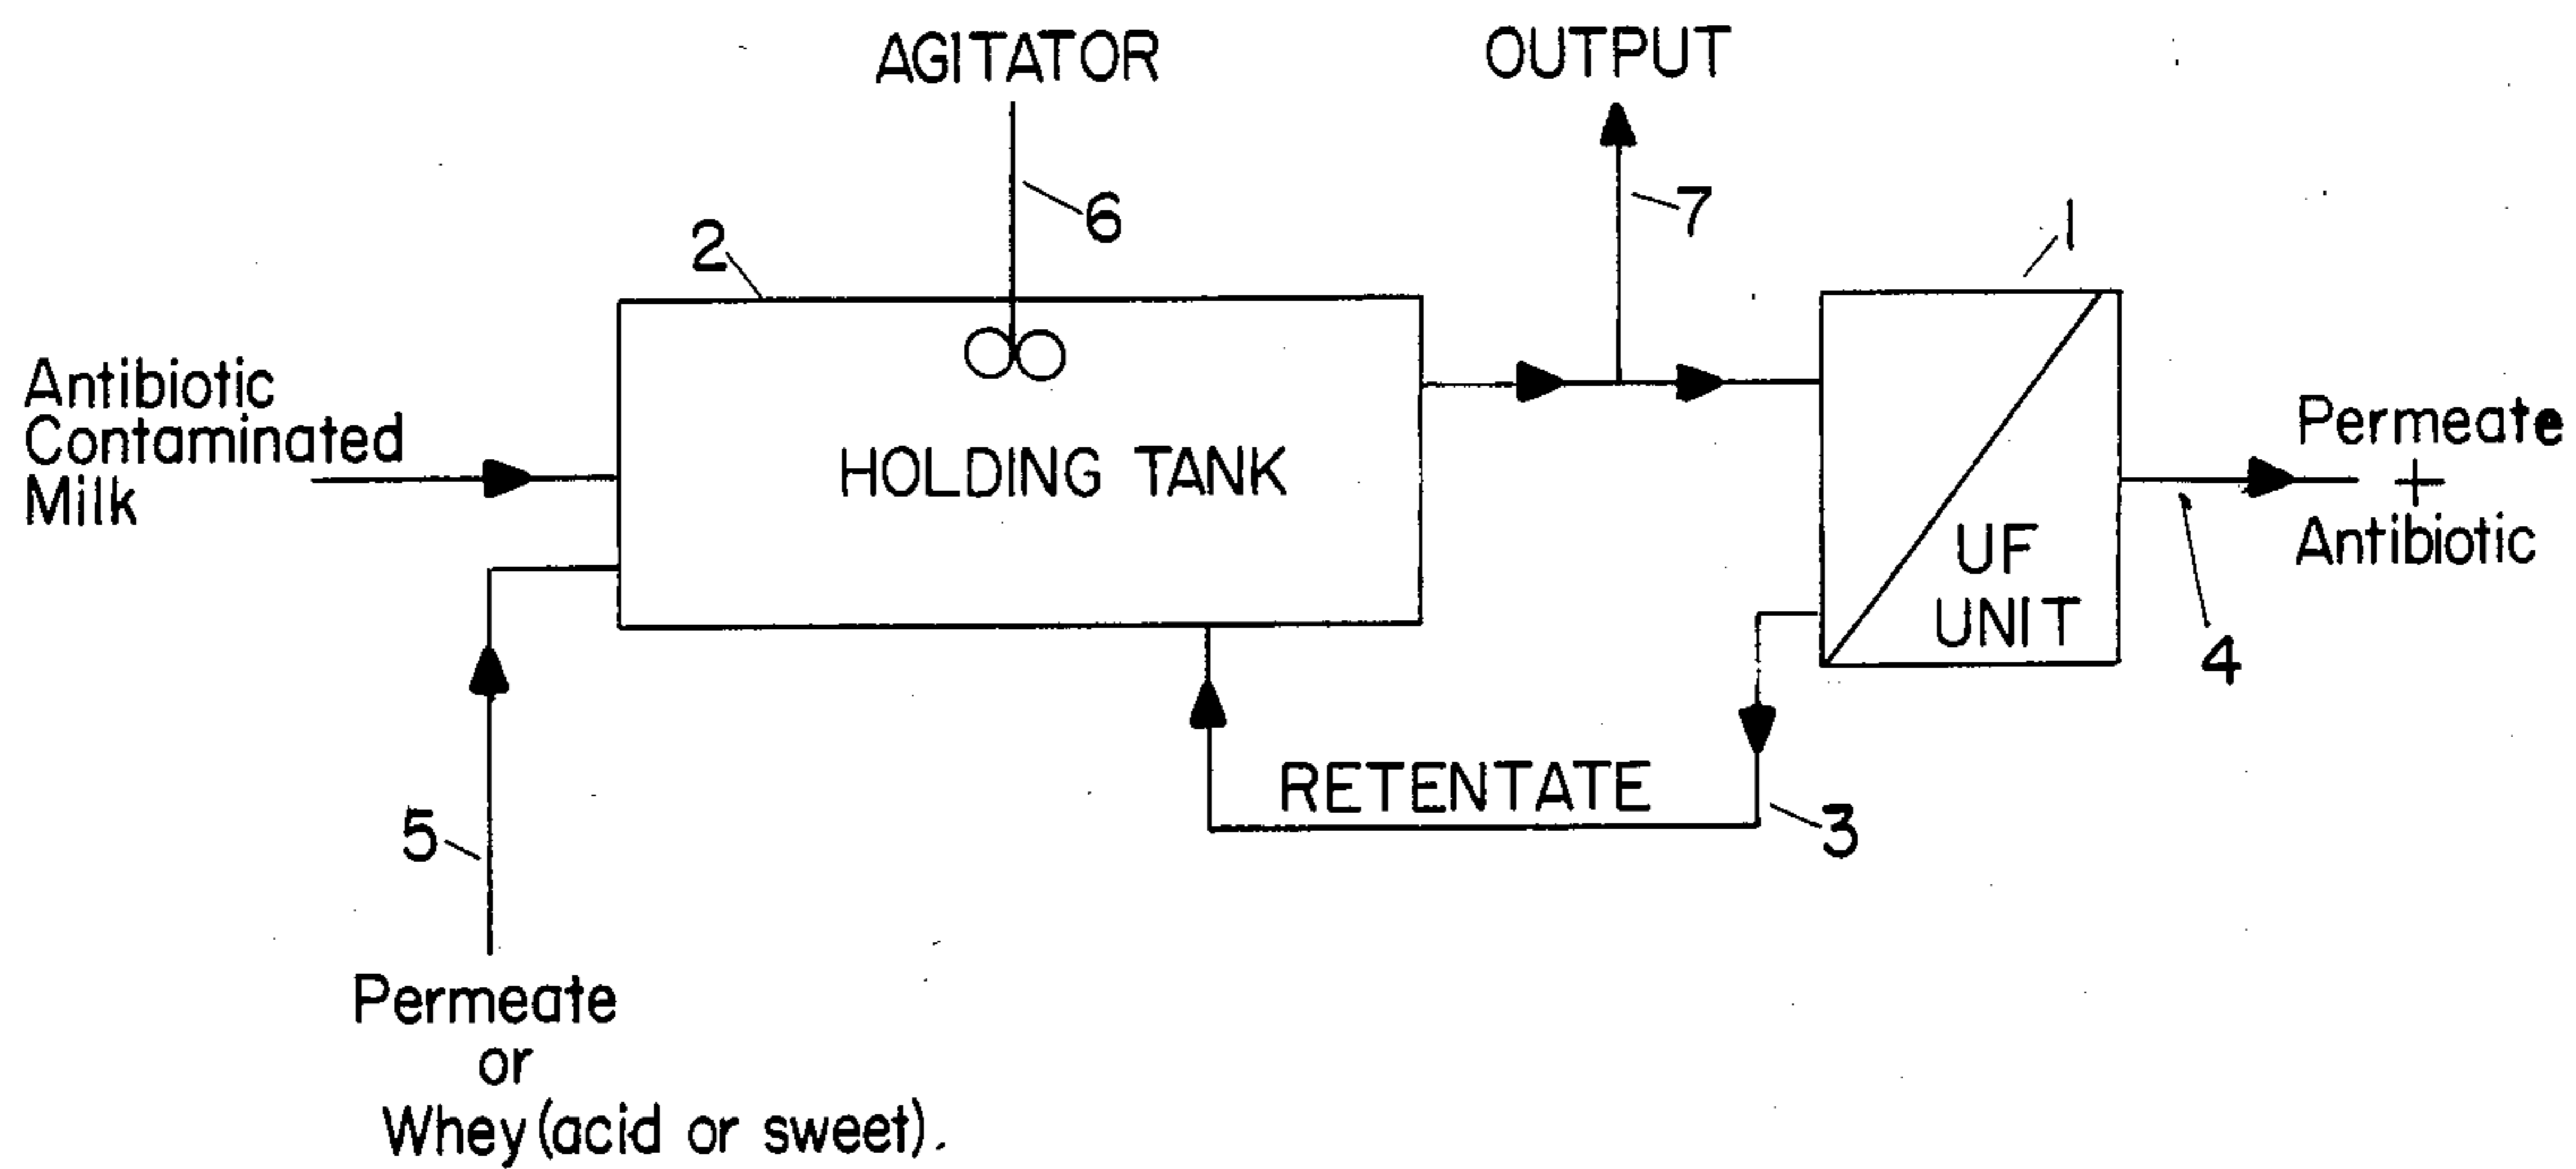 AGITATOR
OUTPUT
6
7
2
1
Antibiotic
Contaminated
Milk
HOLDING TANK
Permeate
+
Antibiotic
UF
UNIT
4
RETENTATE
3
5
Permeate
or
Whey (acid or sweet).